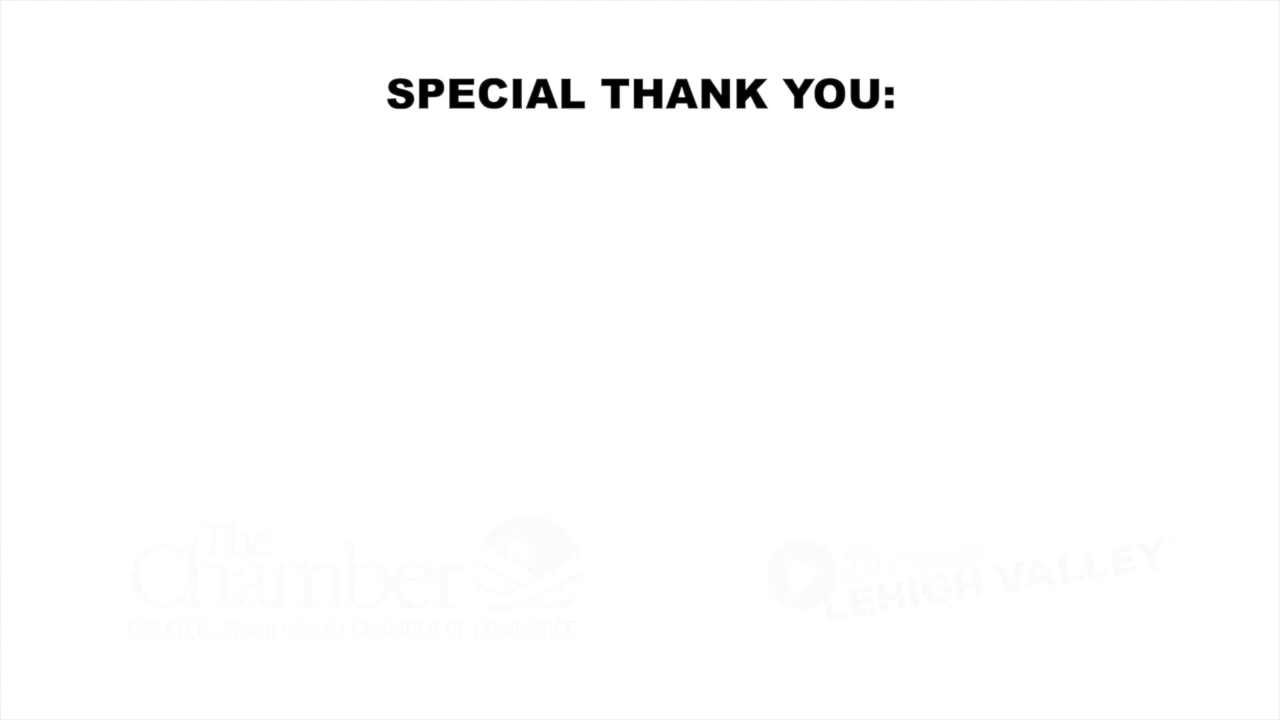 SPECIAL THANK YOU:
The
Chamber
GREATER LEHIGH VALLEY CHAMBER OF COMMERCE
LEHIGH VALLEY